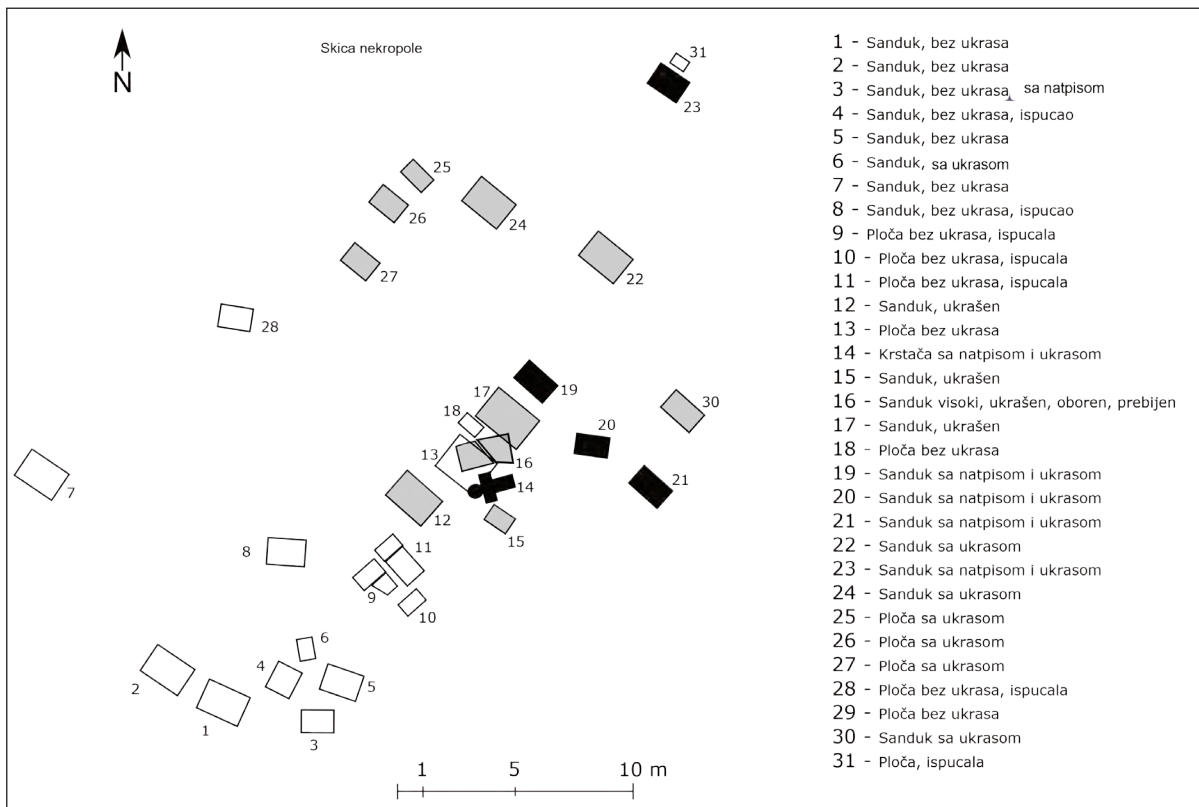 Skica nekropole
N
31
23
25
26
24
27
22
28
19
17
18
30
20
13
16
14
21
7
12
15
8
11
9
10
6
4
2
5
1
3
1 5 10 m
1 - Sanduk, bez ukrasa
2 - Sanduk, bez ukrasa
3 - Sanduk, bez ukrasa sa natpisom
4 - Sanduk, bez ukrasa, ispucao
5 - Sanduk, bez ukrasa
6 - Sanduk, sa ukrasom
7 - Sanduk, bez ukrasa
8 - Sanduk, bez ukrasa, ispucao
9 - Ploča bez ukrasa, ispucala
10 - Ploča bez ukrasa, ispucala
11 - Ploča bez ukrasa, ispucala
12 - Sanduk, ukrašen
13 - Ploča bez ukrasa
14 - Krstača sa natpisom i ukrasom
15 - Sanduk, ukrašen
16 - Sanduk visoki, ukrašen, oboren, prebijen
17 - Sanduk, ukrašen
18 - Ploča bez ukrasa
19 - Sanduk sa natpisom i ukrasom
20 - Sanduk sa natpisom i ukrasom
21 - Sanduk sa natpisom i ukrasom
22 - Sanduk sa ukrasom
23 - Sanduk sa natpisom i ukrasom
24 - Sanduk sa ukrasom
25 - Ploča sa ukrasom
26 - Ploča sa ukrasom
27 - Ploča sa ukrasom
28 - Ploča bez ukrasa, ispucala
29 - Ploča bez ukrasa
30 - Sanduk sa ukrasom
31 - Ploča, ispucala